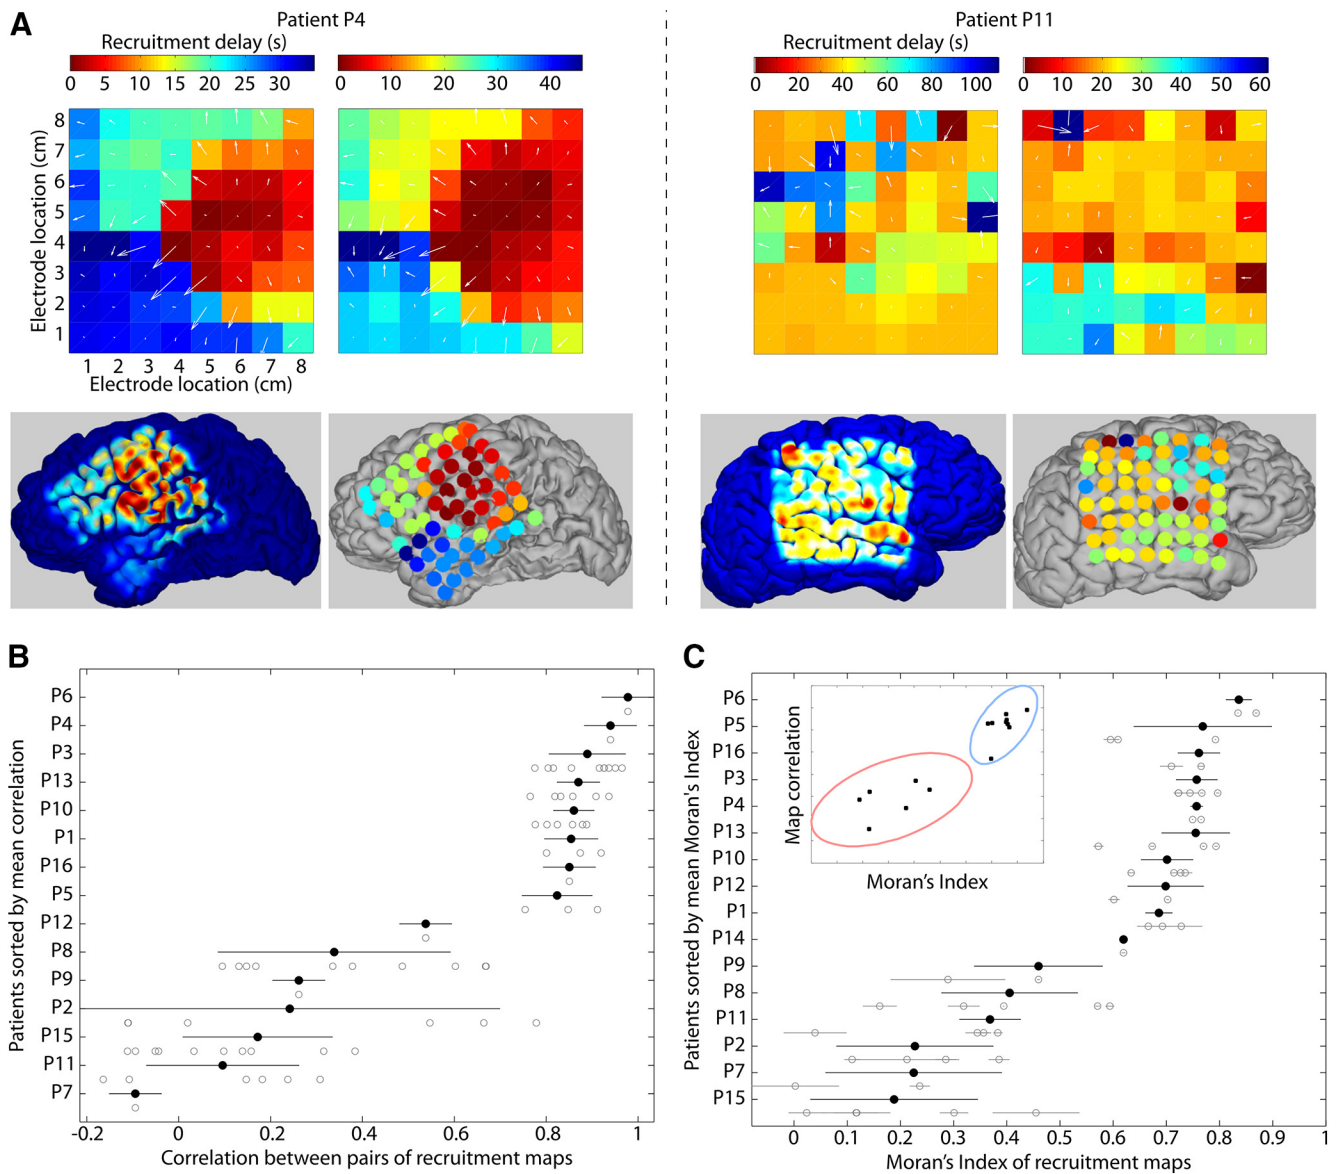 A
Patient P4
Patient P11
Recruitment delay (s)
Recruitment delay (s)
0 5 10 15 20 25 30
0 10 20 30 40
0 20 40 60 80 100
0 10 20 30 40 50 60
Electrode location (cm)
8
7
6
5
4
3
2
1
1 2 3 4 5 6 7 8
Electrode location (cm)
B
Patients sorted by mean correlation
P6
P4
P3
P13
P10
P1
P16
P5
P12
P8
P9
P2
P15
P11
P7
-0.2 0 0.2 0.4 0.6 0.8 1
Correlation between pairs of recruitment maps
C
Patients sorted by mean Moran's Index
P6
P5
P16
P3
P4
P13
P10
P12
P1
P14
P9
P8
P11
P2
P7
P15
Map correlation
Moran's Index
0 0.1 0.2 0.3 0.4 0.5 0.6 0.7 0.8 0.9 1
Moran's Index of recruitment maps